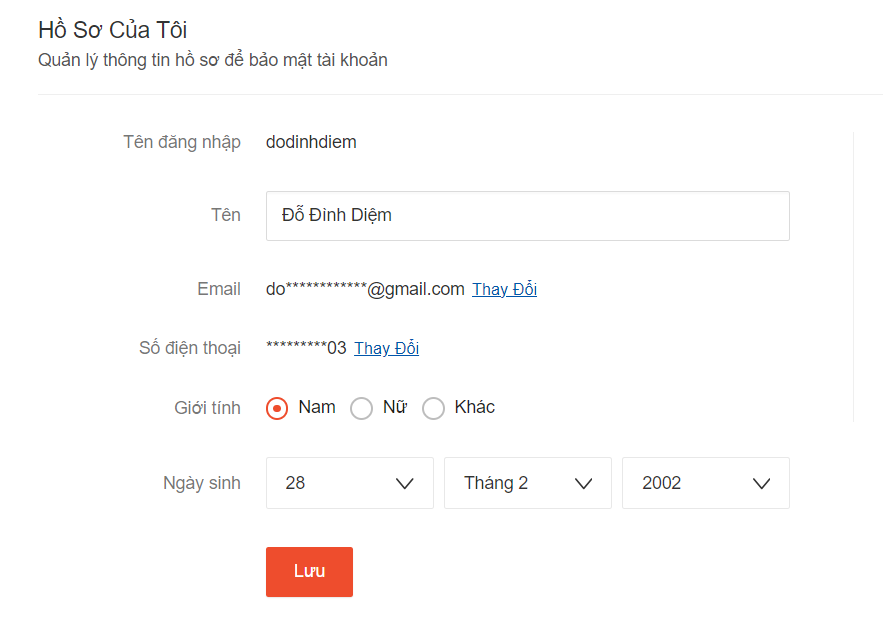 Hồ Sơ Của Tôi
Quản lý thông tin hồ sơ để bảo mật tài khoản
Tên đăng nhập dodinhdiem
Tên Đỗ Đình Diệm
Email do************@gmail.com Thay Đổi
Số điện thoại *********03 Thay Đổi
Giới tính Nam Nữ Khác
Ngày sinh 28 Tháng 2 2002
Lưu